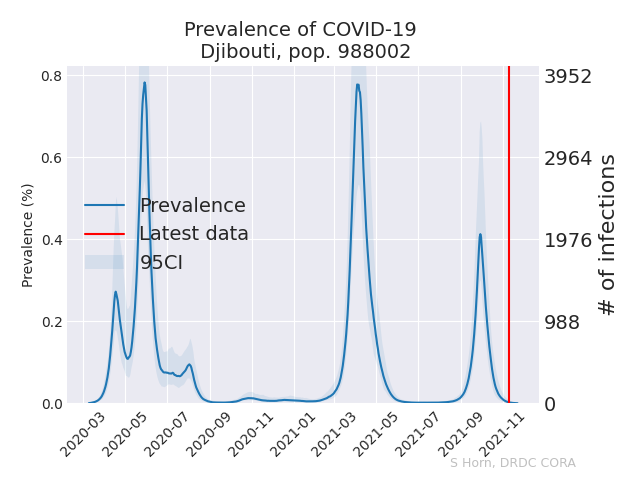 Prevalence of COVID-19
Djibouti, pop. 988002
0.8
0.6
0.4
0.2
0.0
Prevalence (%)
Prevalence
Latest data
95CI
3952
2964
1976
988
0
# of infections
2020-03
2020-05
2020-07
2020-09
2020-11
2021-01
2021-03
2021-05
2021-07
2021-09
2021-11
S Horn, DRDC CORA